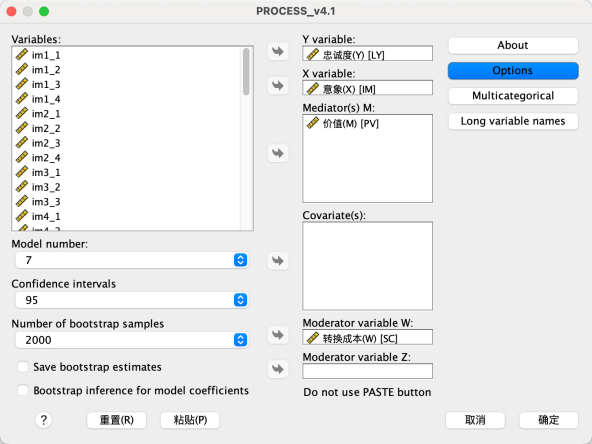 PROCESS_v4.1
Variables:
im1_1
im1_2
im1_3
im1_4
im2_1
im2_2
im2_3
im2_4
im3_1
im3_2
im3_3
im4_1
Model number:
7
Confidence intervals
95
Number of bootstrap samples
2000
Save bootstrap estimates
Bootstrap inference for model coefficients
Y variable:
忠诚度(Y) [LY]
X variable:
意象(X) [IM]
Mediator(s) M:
价值(M) [PV]
Covariate(s):
Moderator variable W:
转换成本(W) [SC]
Moderator variable Z:
Do not use PASTE button
About
Options
Multicategorical
Long variable names
?
重置(R)
粘贴(P)
取消
确定